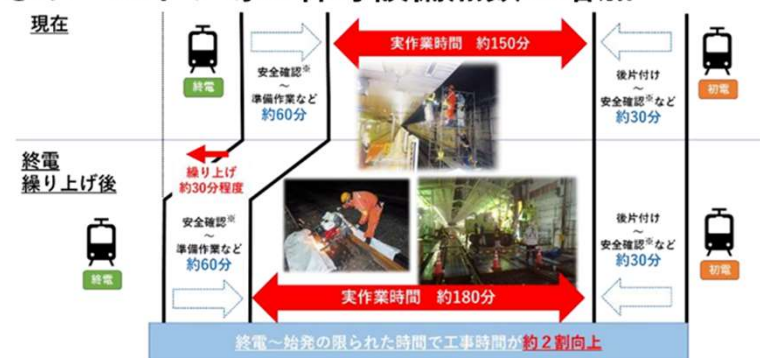 現在
終電
安全確認※
～
準備作業など
約60分
実作業時間 約150分
後片付け
～
安全確認※など
約30分
初電
終電
繰り上げ後
繰り上げ
約30分程度
終電
安全確認※
～
準備作業など
約60分
実作業時間 約180分
後片付け
～
安全確認※など
約30分
初電
終電～始発の限られた時間で工事時間が約2割向上